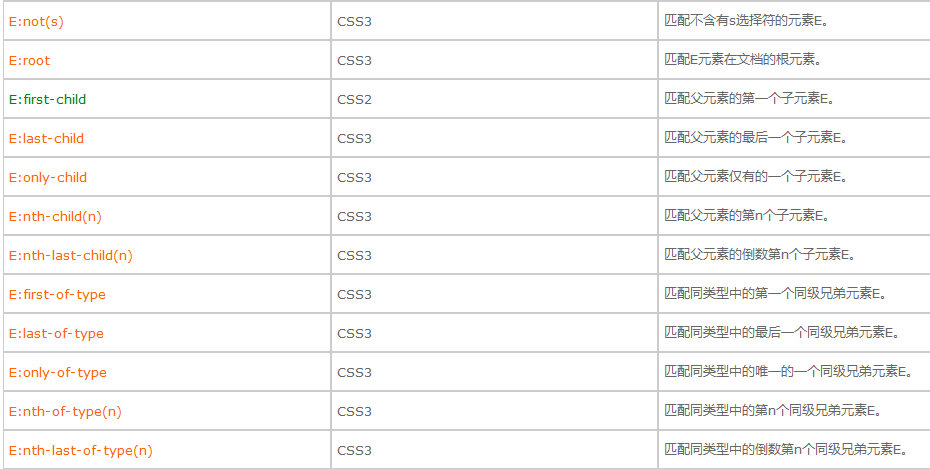 E:not(s) CSS3 匹配不含有s选择符的元素E。
E:root CSS3 匹配E元素在文档的根元素。
E:first-child CSS2 匹配父元素的第一个子元素E。
E:last-child CSS3 匹配父元素的最后一个子元素E。
E:only-child CSS3 匹配父元素仅有的一个子元素E。
E:nth-child(n) CSS3 匹配父元素的第n个子元素E。
E:nth-last-child(n) CSS3 匹配父元素的倒数第n个子元素E。
E:first-of-type CSS3 匹配同类型中的第一个同级兄弟元素E。
E:last-of-type CSS3 匹配同类型中的最后一个同级兄弟元素E。
E:only-of-type CSS3 匹配同类型中的唯一的一个同级兄弟元素E。
E:nth-of-type(n) CSS3 匹配同类型中的第n个同级兄弟元素E。
E:nth-last-of-type(n) CSS3 匹配同类型中的倒数第n个同级兄弟元素E。